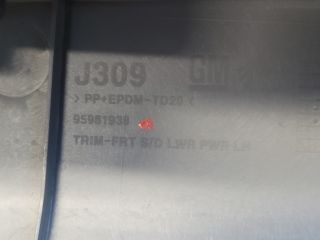 J309 GM
>PP+EPDM-TD20<
95981938
TRIM-FRT S/D LWR PWR LH